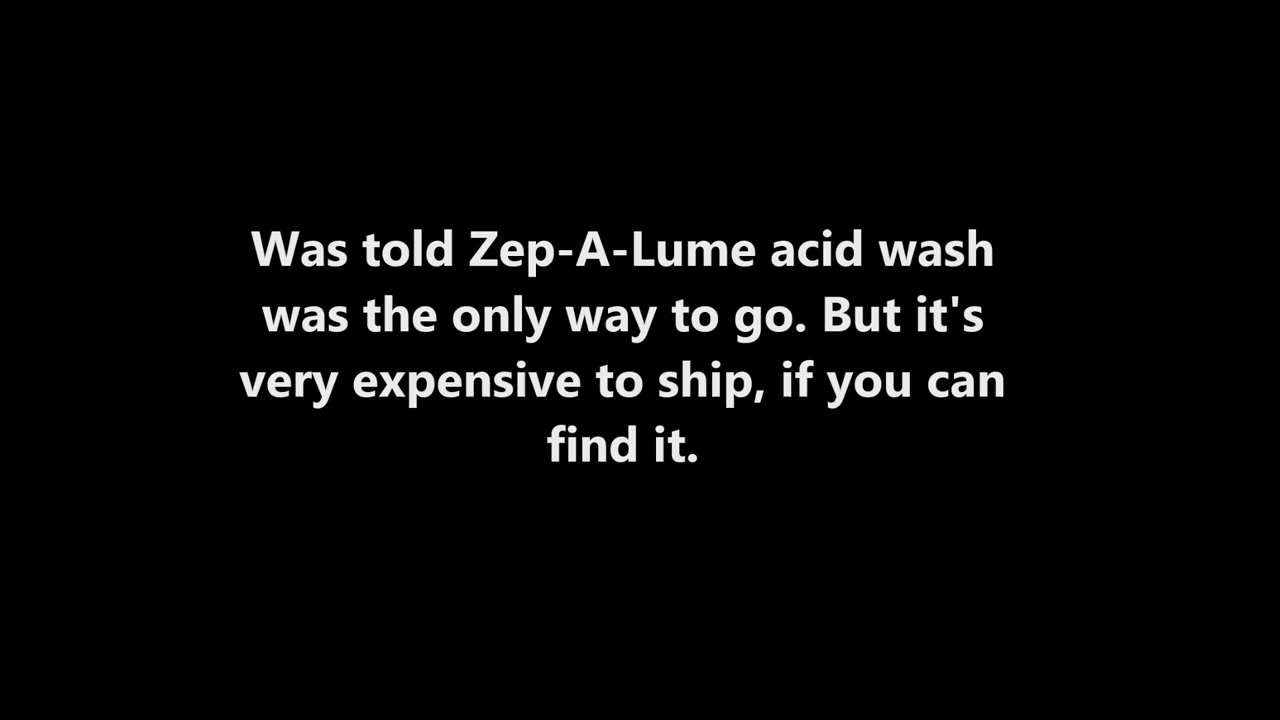 Was told Zep-A-Lume acid wash
was the only way to go. But it's
very expensive to ship, if you can
find it.